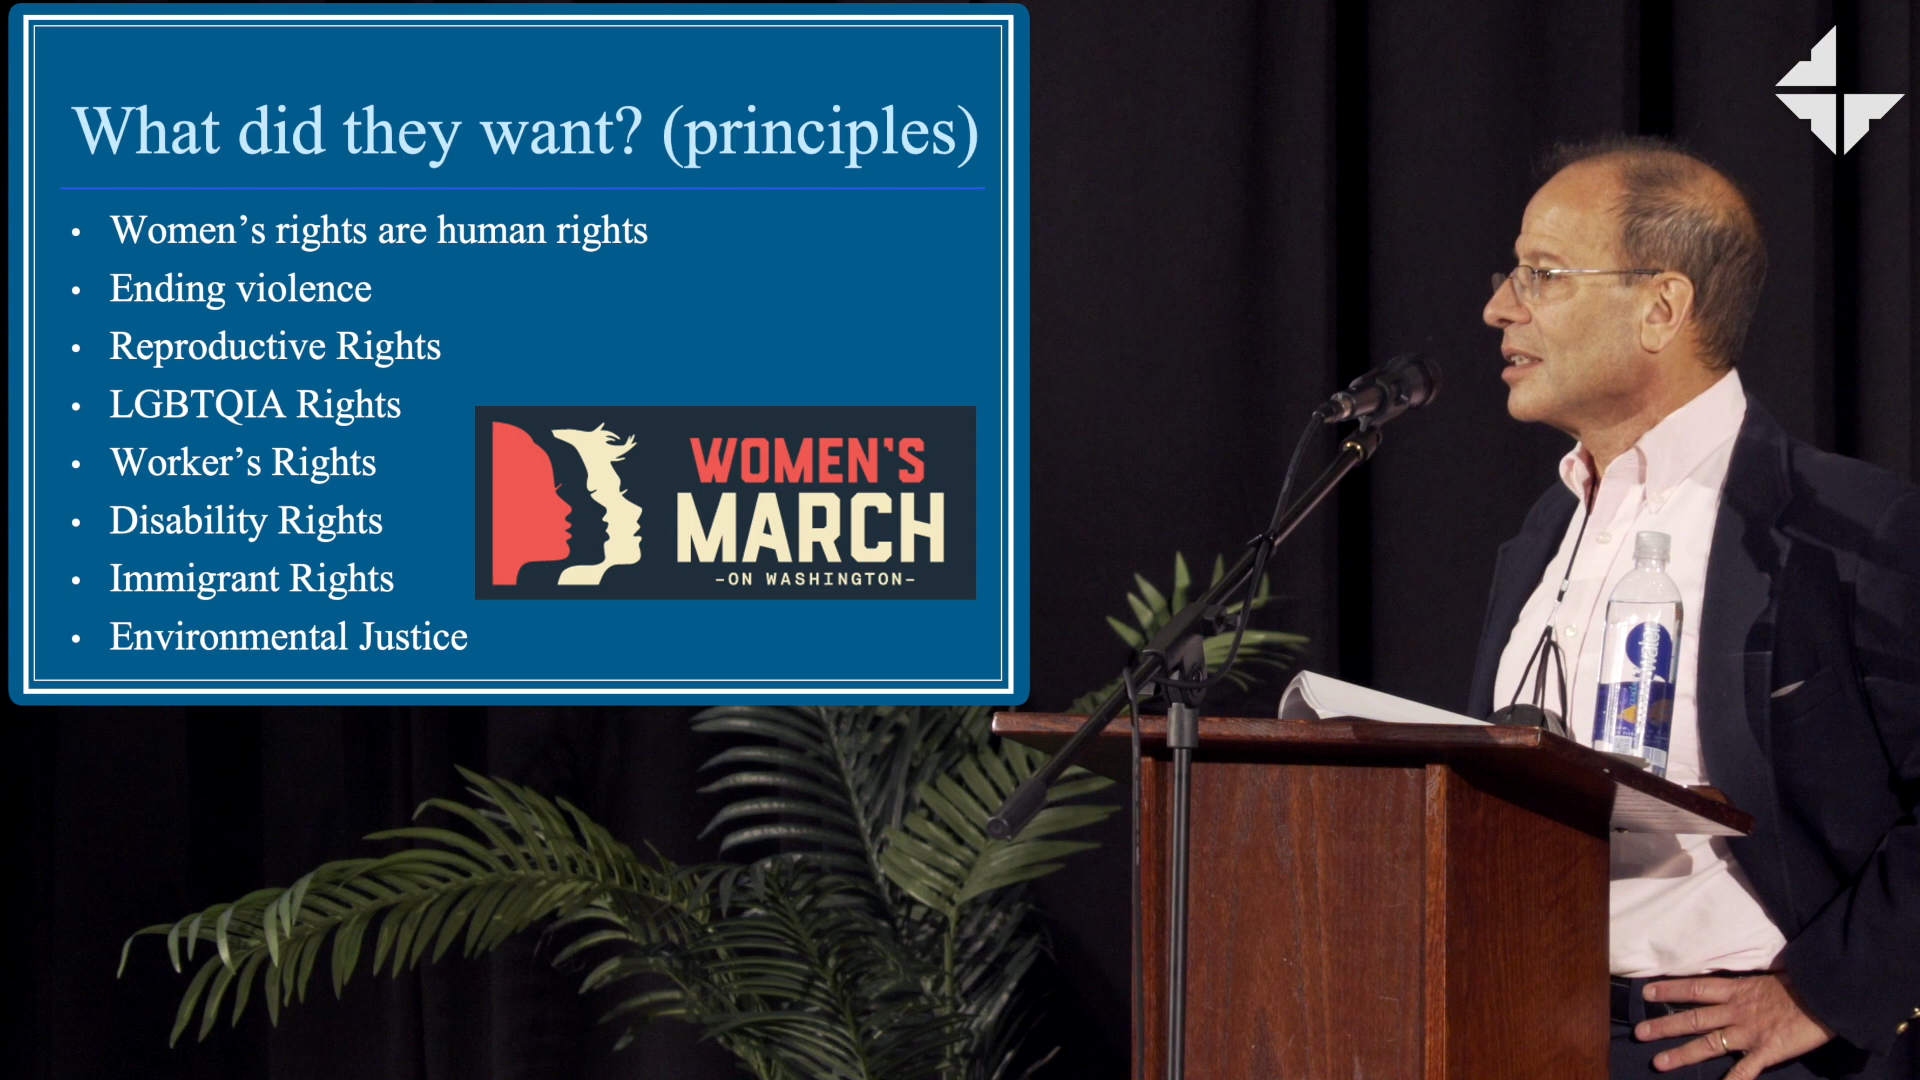 What did they want? (principles)
• Women’s rights are human rights
• Ending violence
• Reproductive Rights
• LGBTQIA Rights
• Worker’s Rights
• Disability Rights
• Immigrant Rights
• Environmental Justice
WOMEN'S
MARCH
-ON WASHINGTON-
water